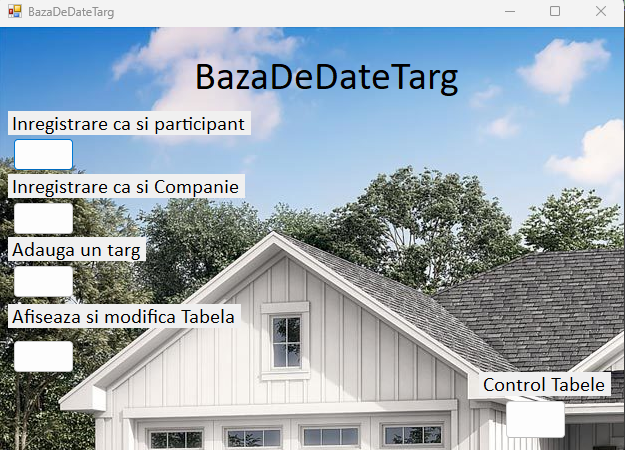 BazaDeDateTarg
BazaDeDateTarg
Inregistrare ca si participant
Inregistrare ca si Companie
Adauga un targ
Afiseaza si modifica Tabela
Control Tabele